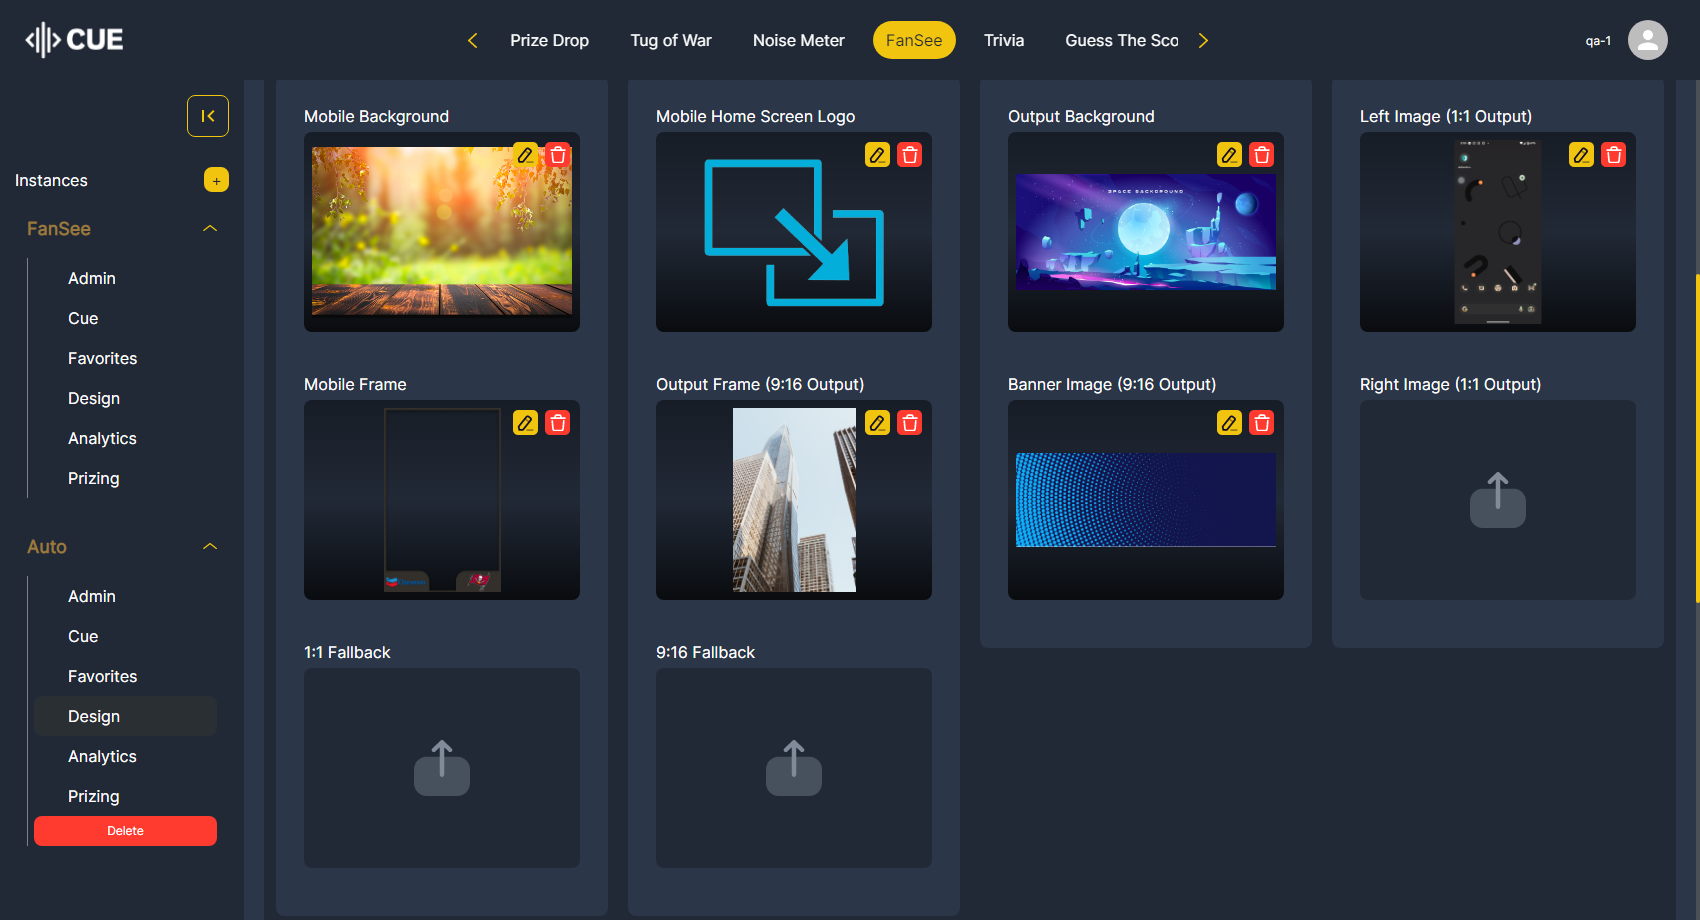 CUE
Prize Drop
Tug of War
Noise Meter
FanSee
Trivia
Guess The Sco
qa-1
Instances
+
FanSee
Admin
Cue
Favorites
Design
Analytics
Prizing
Auto
Admin
Cue
Favorites
Design
Analytics
Prizing
Delete
Mobile Background
Mobile Home Screen Logo
Output Background
SPACE BACKGROUND
Left Image (1:1 Output)
Mobile Frame
Output Frame (9:16 Output)
Banner Image (9:16 Output)
Right Image (1:1 Output)
1:1 Fallback
9:16 Fallback